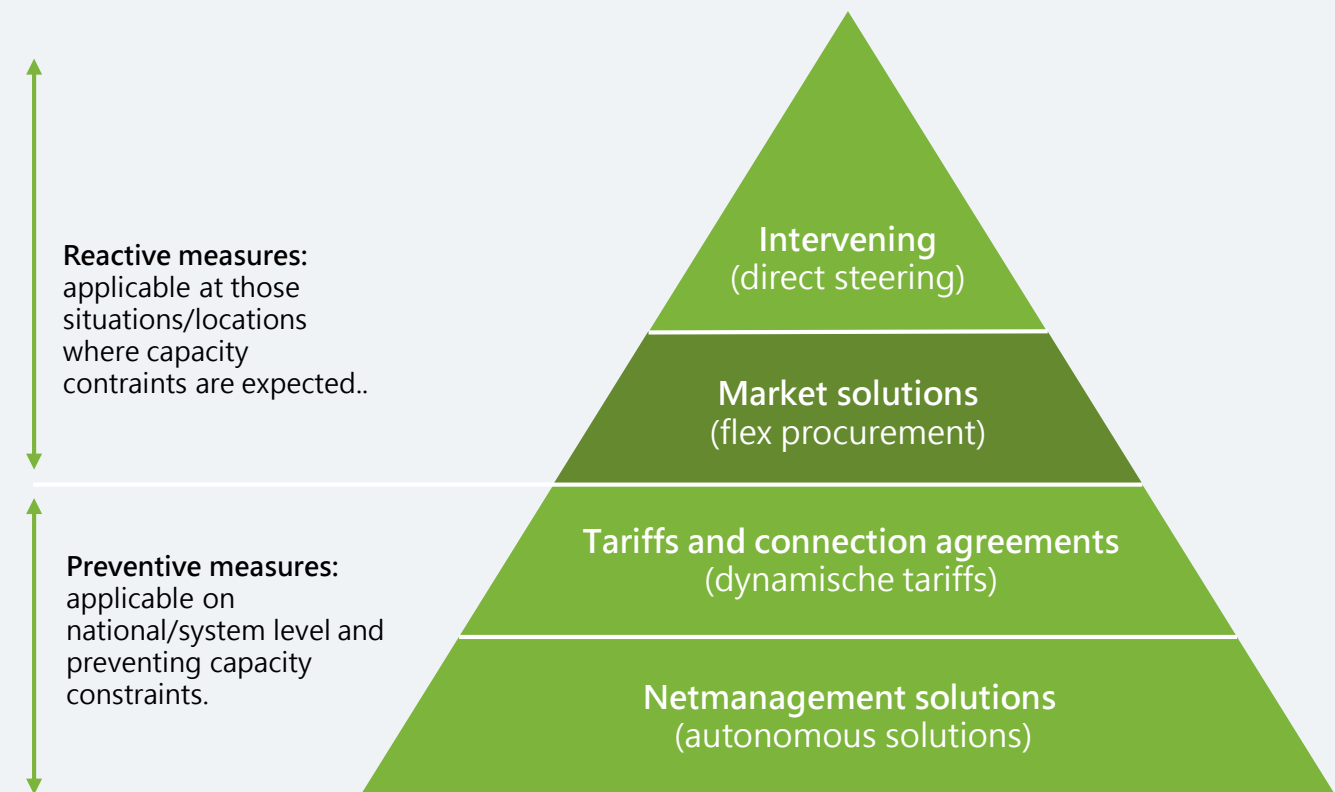 Reactive measures:
applicable at those
situations/locations
where capacity
contraints are expected..
Preventive measures:
applicable on
national/system level and
preventing capacity
constraints.
Intervening
(direct steering)
Market solutions
(flex procurement)
Tariffs and connection agreements
(dynamische tariffs)
Netmanagement solutions
(autonomous solutions)